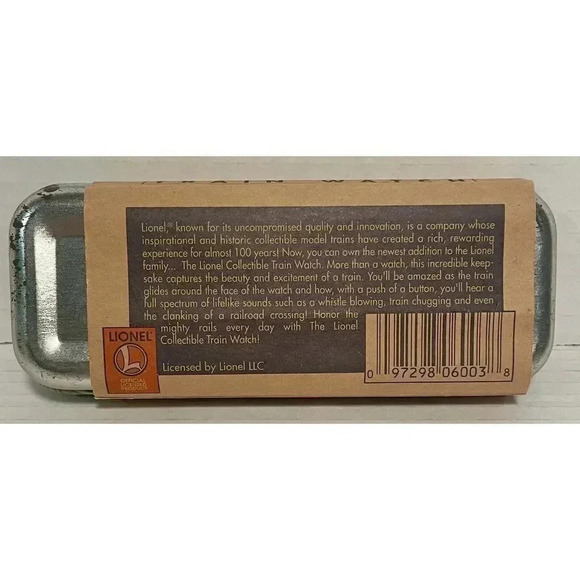 TRAIN WATCH
Lionel,® known for its uncompromised quality and innovation, is a company whose
inspirational and historic collectible model trains have created a rich, rewarding
experience for almost 100 years! Now, you can own the newest addition to the Lionel
family... The Lionel Collectible Train Watch. More than a watch, this incredible keep-
sake captures the beauty and excitement of a train. You'll be amazed as the train
glides around the face of the watch and how, with a push of a button, you'll hear a
full spectrum of lifelike sounds such as a whistle blowing, train chugging and even
the clanking of a railroad crossing! Honor the
mighty rails every day with The Lionel
Collectible Train Watch!
Licensed by Lionel LLC
LIONEL
L
OFFICIAL
LICENSED
PRODUCT
0 97298 06003 8